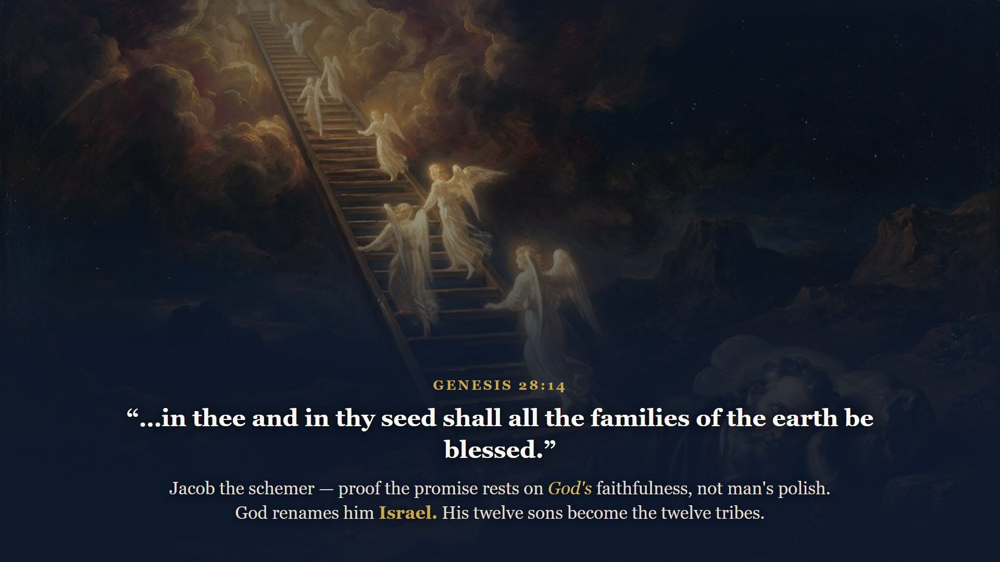 GENESIS 28:14
“…in thee and in thy seed shall all the families of the earth be
blessed.”
Jacob the schemer — proof the promise rests on God's faithfulness, not man's polish.
God renames him Israel. His twelve sons become the twelve tribes.